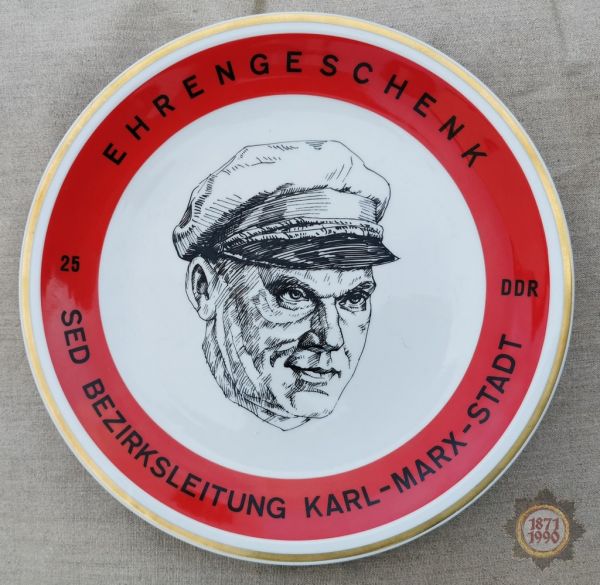 EHRENGESCHENK
25
DDR
SED BEZIRKSLEITUNG KARL-MARX-STADT
1871
1990